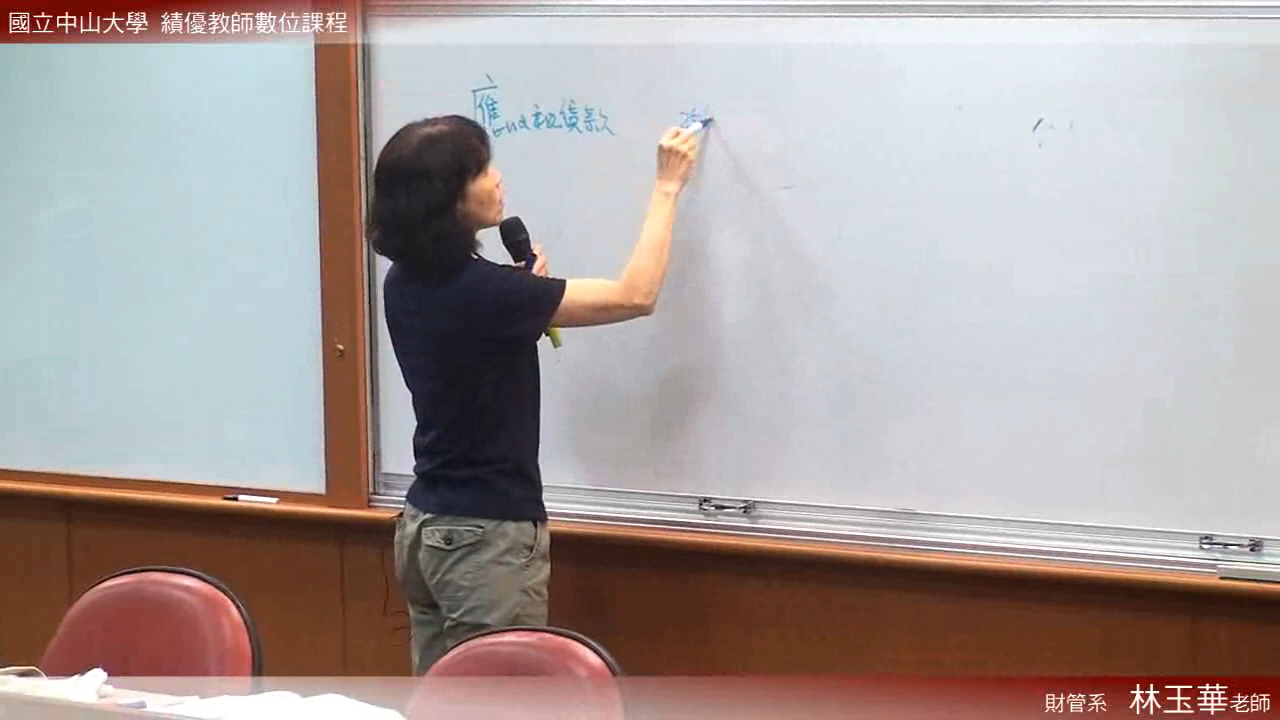 國立中山大學 績優教師數位課程
應
租賃款
財管系 林玉華老師